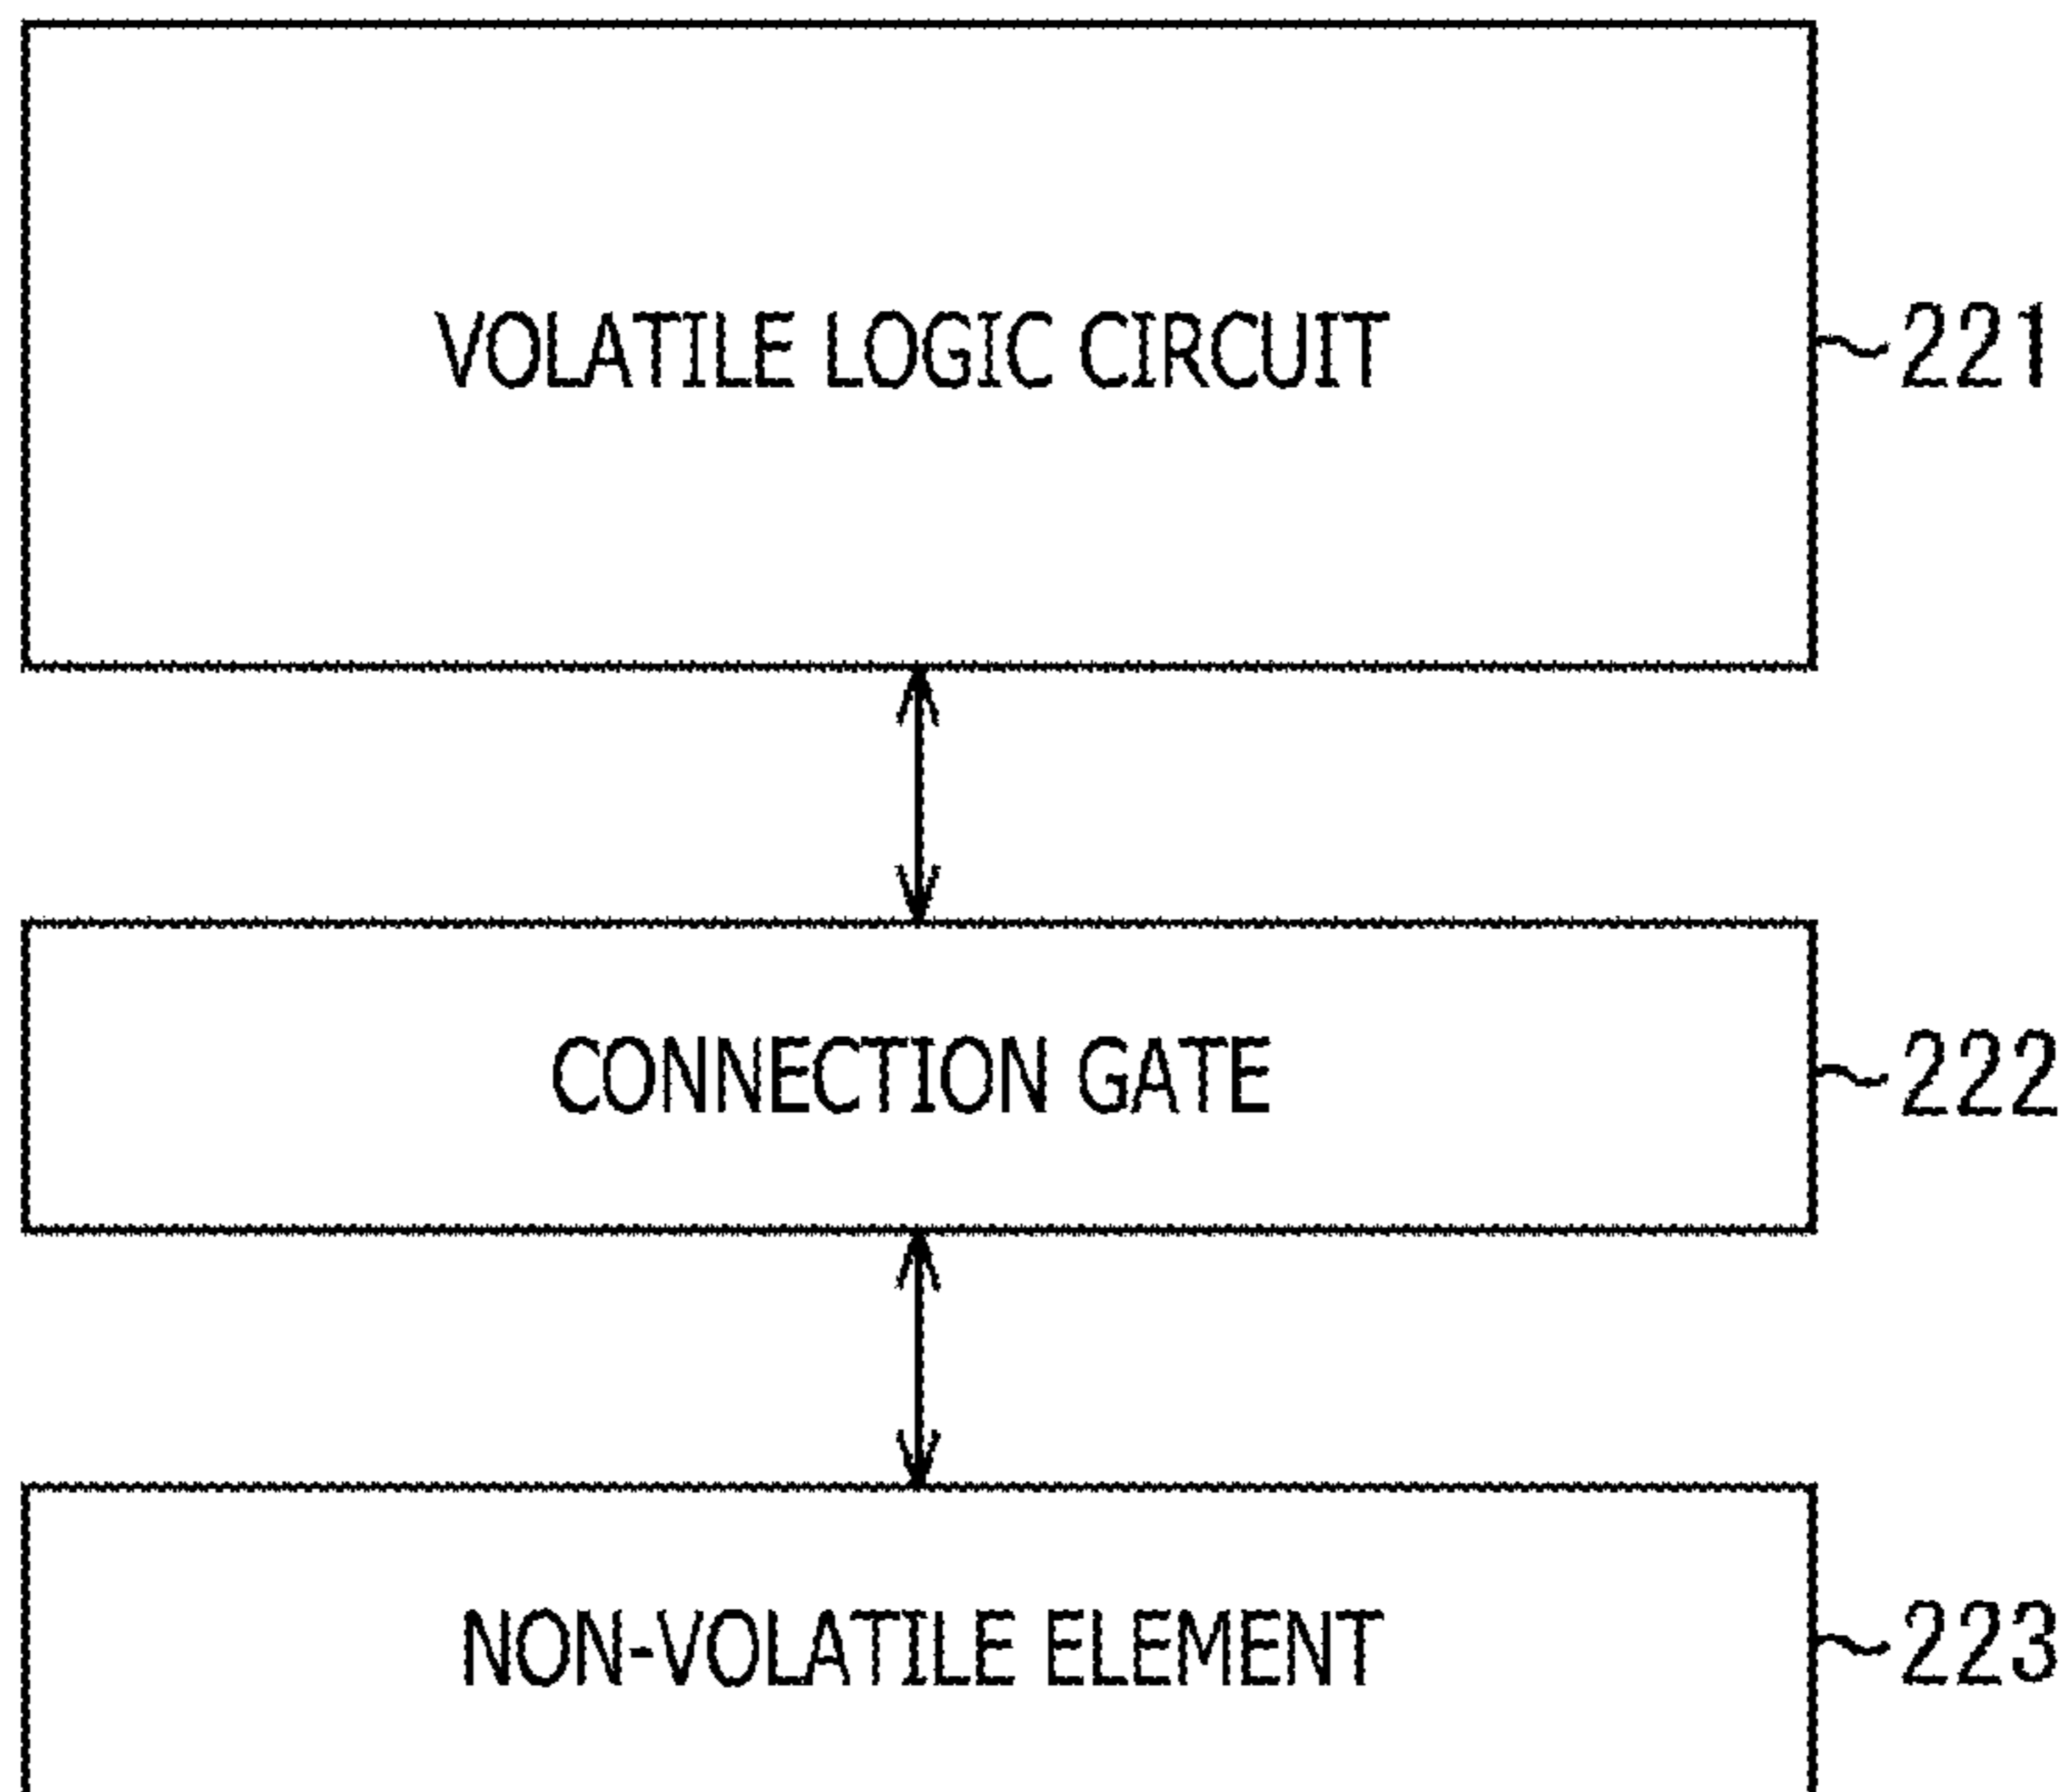 VOLATILE LOGIC CIRCUIT
221
CONNECTION GATE
222
NON-VOLATILE ELEMENT
223